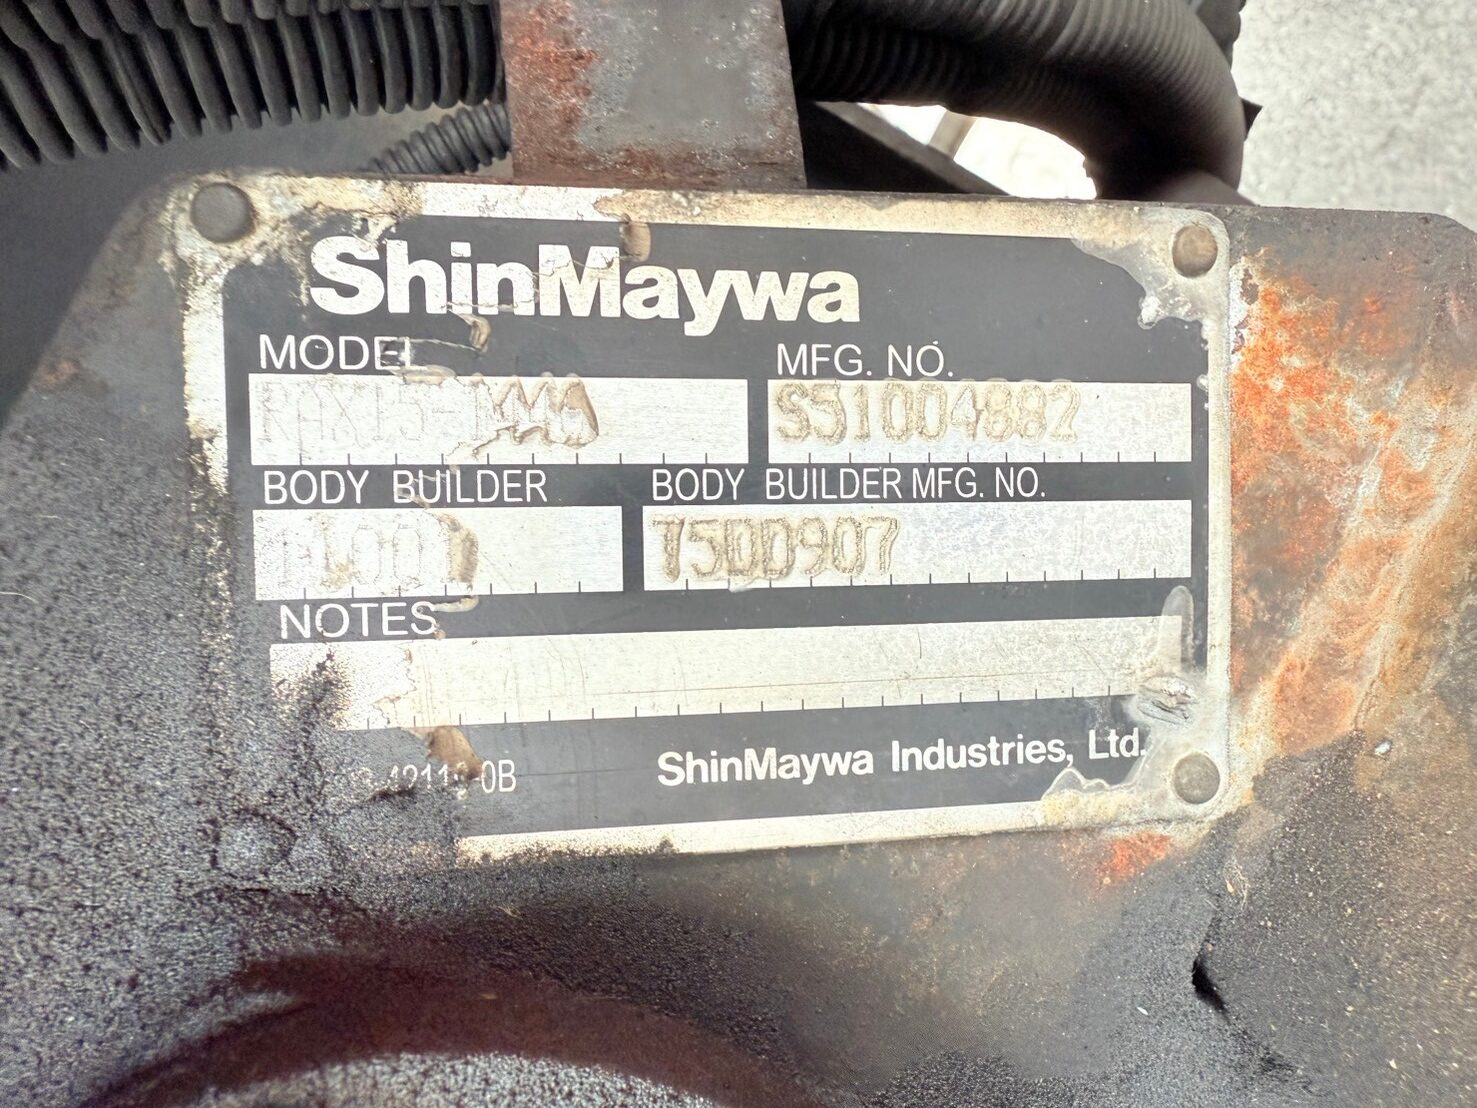 ShinMaywa
MODEL MFG. NO.
S51004882
BODY BUILDER BODY BUILDER MFG. NO.
T5DD907
NOTES
ShinMaywa Industries, Ltd.